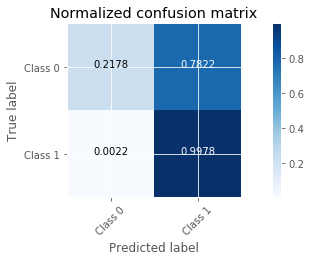 Normalized confusion matrix
Class 0
Class 1
True label
0.2178
0.7822
0.0022
0.9978
Class 0
Class 1
Predicted label
0.8
0.6
0.4
0.2